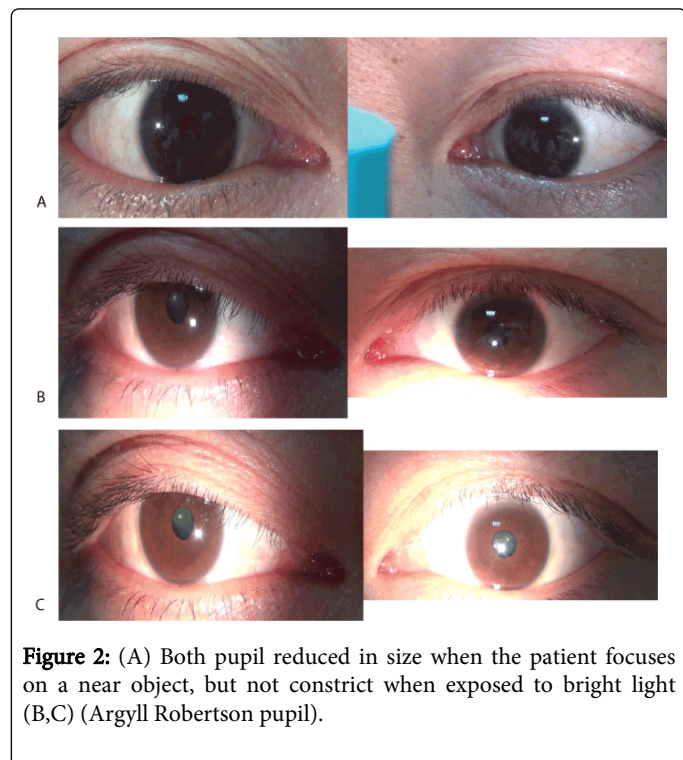 A
B
C
Figure 2: (A) Both pupil reduced in size when the patient focuses
on a near object, but not constrict when exposed to bright light
(B,C) (Argyll Robertson pupil).